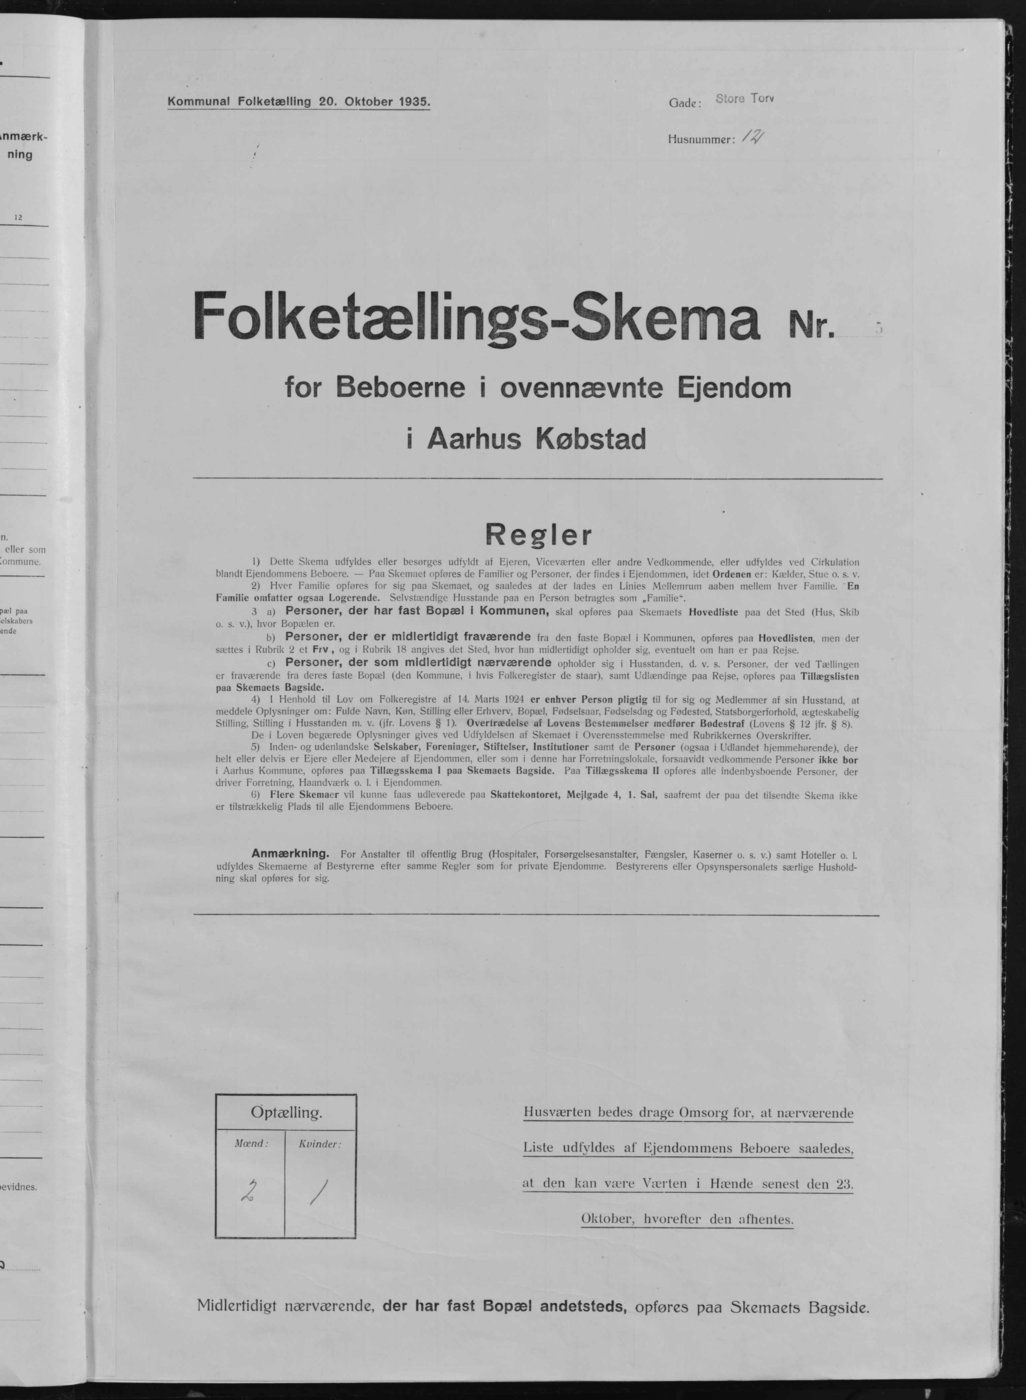 Kommunal Folketælling 20. Oktober 1935.
Gade: Store Torv
Husnummer: 12
Folketællings-Skema Nr.
for Beboerne i ovennævnte Ejendom
i Aarhus Købstad
Regler
1) Dette Skema udfyldes eller besørges udfyldt af Ejeren, Viceværten eller andre Vedkommende, eller udfyldes ved Cirkulation
blandt Ejendommens Beboere. — Paa Skemaet opføres de Familier og Personer, der findes i Ejendommen, idet Ordenen er: Kælder, Stue o. s. v.
2) Hver Familie opføres for sig paa Skemaet, og saaledes at der lades en Linies Mellemrum aaben mellem hver Familie. En
Familie omfatter ogsaa Logerende. Selvstændige Husstande paa en Person betragtes som „Familie“.
3 a) Personer, der har fast Bopæl i Kommunen, skal opføres paa Skemaets Hovedliste paa det Sted (Hus, Skib
o. s. v.), hvor Bopælen er.
b) Personer, der er midlertidigt fraværende fra den faste Bopæl i Kommunen, opføres paa Hovedlisten, men der
sættes i Rubrik 2 et Frv., og i Rubrik 18 angives det Sted, hvor han midlertidigt opholder sig, eventuelt om han er paa Rejse.
c) Personer, der som midlertidigt nærværende opholder sig i Husstanden, d. v. s. Personer, der ved Tællingen
er fraværende fra deres faste Bopæl (den Kommune, i hvis Folkeregister de staar), samt Udlændinge paa Rejse, opføres paa Tillægslisten
paa Skemaets Bagside.
4) I Henhold til Lov om Folkeregistre af 14. Marts 1924 er enhver Person pligtig til for sig og Medlemmer af sin Husstand, at
meddele Oplysninger om: Fulde Navn, Køn, Stilling eller Erhverv, Bopæl, Fødselsaar, Fødselsdag og Fødested, Statsborgerforhold, ægteskabelig
Stilling, Stilling i Husstanden m. v. (jfr. Lovens § 1). Overtrædelse af Lovens Bestemmelser medfører Bødestraf (Lovens § 12 jfr. § 8).
De i Loven begærede Oplysninger gives ved Udfyldelsen af Skemaet i Overensstemmelse med Rubrikkernes Overskrifter.
5) Inden- og udenlandske Selskaber, Foreninger, Stiftelser, Institutioner samt de Personer (ogsaa i Udlandet hjemmehørende), der
helt eller delvis er Ejere eller Medejere af Ejendommen, eller som i denne har Forretningslokale, forsaavidt vedkommende Personer ikke bor
i Aarhus Kommune, opføres paa Tillægsskema I paa Skemaets Bagside. Paa Tillægsskema II opføres alle indenbysboende Personer, der
driver Forretning, Haandværk o. l. i Ejendommen.
6) Flere Skemaer vil kunne faas udleverede paa Skattekontoret, Mejlgade 4, 1. Sal, saafremt der paa det tilsendte Skema ikke
er tilstrækkelig Plads til alle Ejendommens Beboere.
Anmærkning. For Anstalter til offentlig Brug (Hospitaler, Forsørgelsesanstalter, Fængsler, Kaserner o. s. v.) samt Hoteller o. l.
udfyldes Skemaerne af Bestyrerne efter samme Regler som for private Ejendomme. Bestyrerens eller Opsynspersonalets særlige Hushold-
ning skal opføres for sig.
Optælling.
Mænd: Kvinder:
2 1
Husværten bedes drage Omsorg for, at nærværende
Liste udfyldes af Ejendommens Beboere saaledes,
at den kan være Værten i Hænde senest den 23.
Oktober, hvorefter den afhentes.
Midlertidigt nærværende, der har fast Bopæl andetsteds, opføres paa Skemaets Bagside.